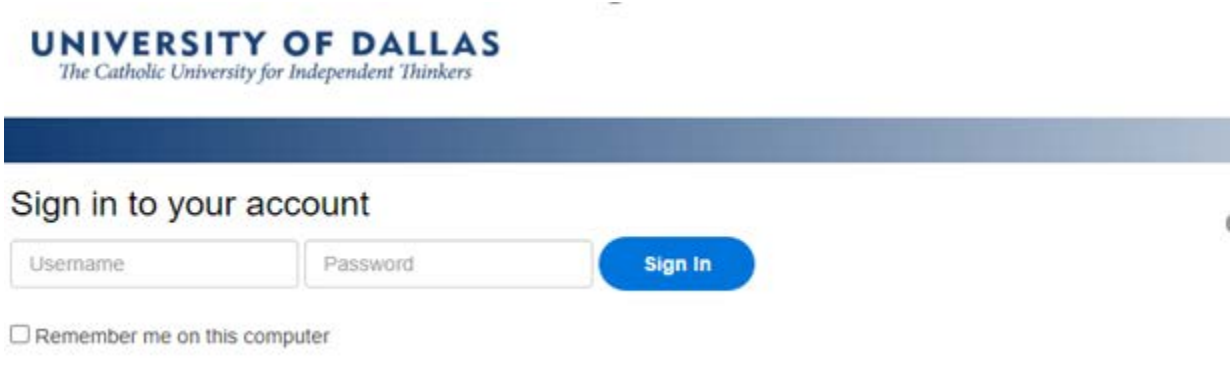 UNIVERSITY OF DALLAS
The Catholic University for Independent Thinkers
Sign in to your account
Username Password Sign In
Remember me on this computer